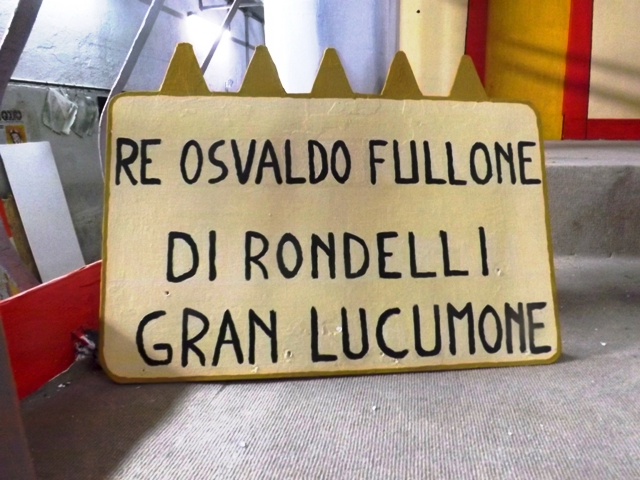 RE OSVALDO FULLONE
DI RONDELLI
GRAN LUCUMONE